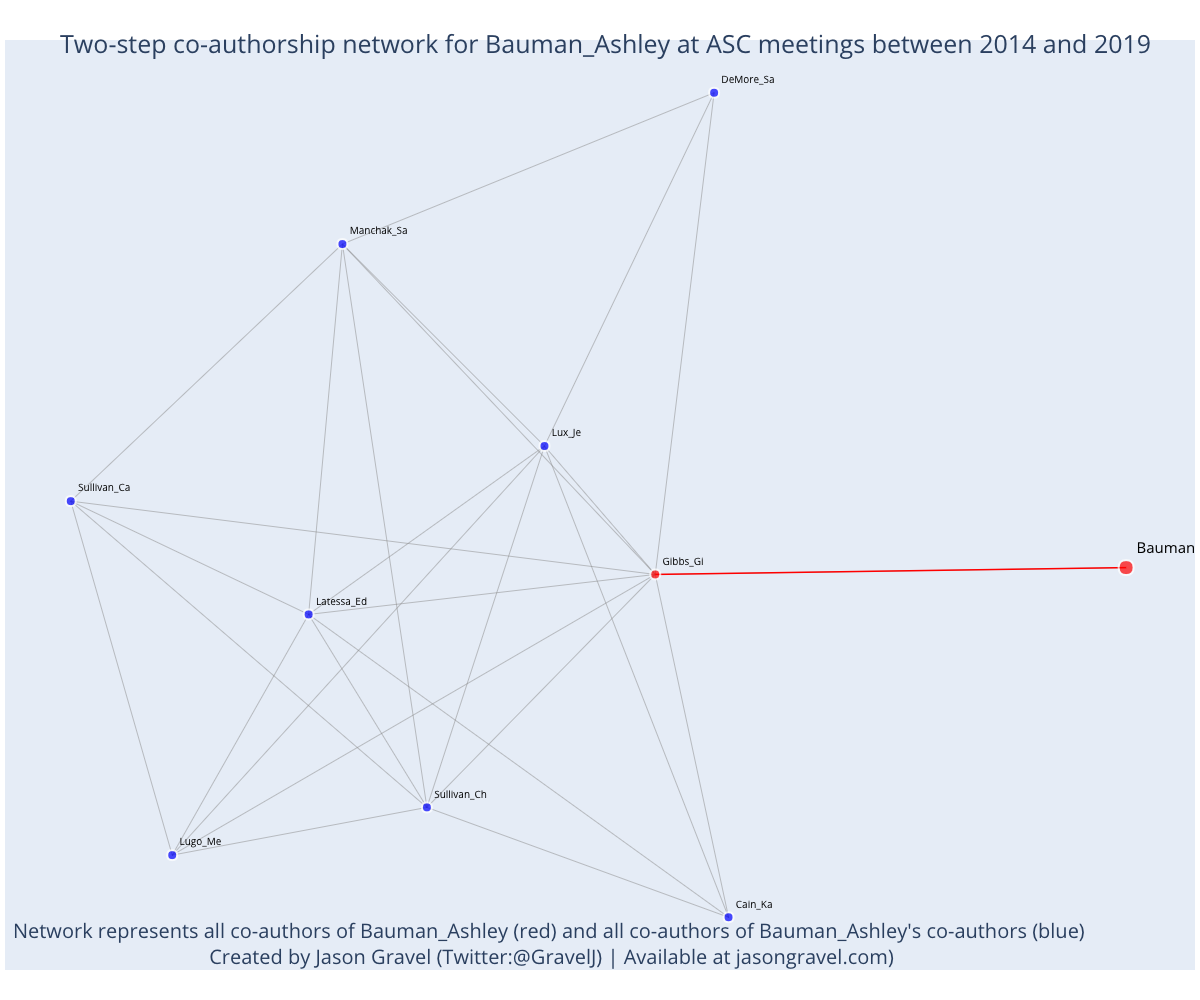 Two-step co-authorship network for Bauman_Ashley at ASC meetings between 2014 and 2019
DeMore_Sa
Manchak_Sa
Lux_Je
Sullivan_Ca
Bauman
Gibbs_Gi
Latessa_Ed
Sullivan_Ch
Lugo_Me
Cain_Ka
Network represents all co-authors of Bauman_Ashley (red) and all co-authors of Bauman_Ashley's co-authors (blue)
Created by Jason Gravel (Twitter:@GravelJ) | Available at jasongravel.com)